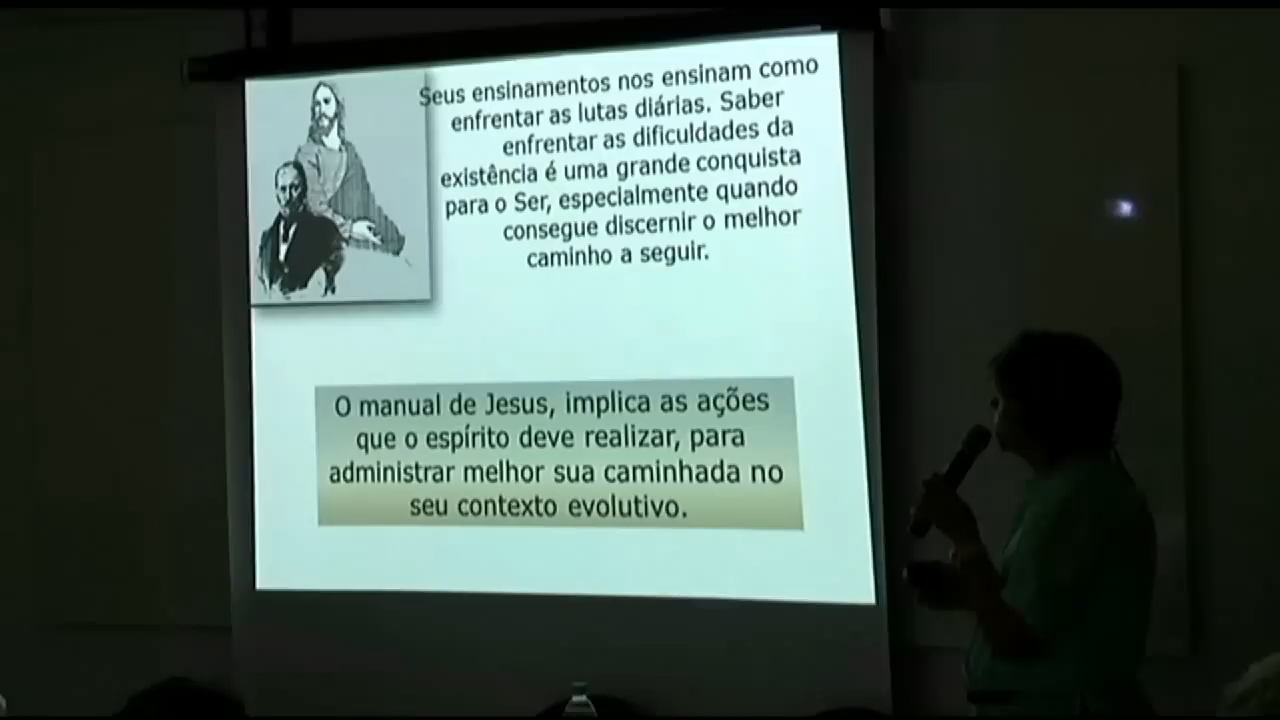 Seus ensinamentos nos ensinam como
enfrentar as lutas diárias. Saber
enfrentar as dificuldades da
existência é uma grande conquista
para o Ser, especialmente quando
consegue discernir o melhor
caminho a seguir.
O manual de Jesus, implica as ações
que o espírito deve realizar, para
administrar melhor sua caminhada no
seu contexto evolutivo.